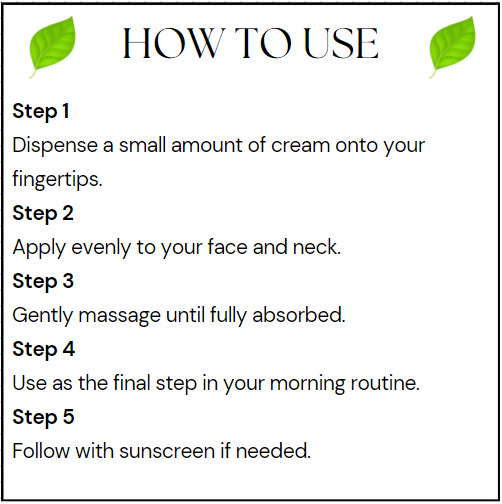 HOW TO USE
Step 1
Dispense a small amount of cream onto your
fingertips.
Step 2
Apply evenly to your face and neck.
Step 3
Gently massage until fully absorbed.
Step 4
Use as the final step in your morning routine.
Step 5
Follow with sunscreen if needed.